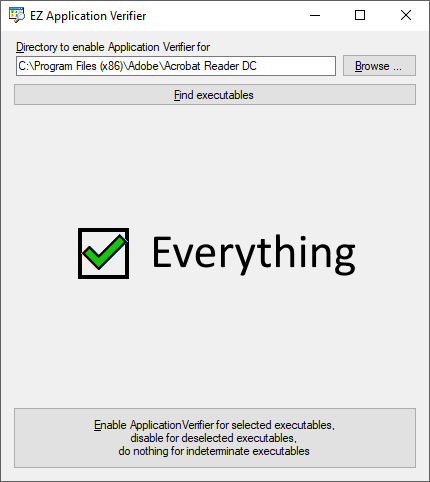 EZ Application Verifier
Directory to enable Application Verifier for
C:\Program Files (x86)\Adobe\Acrobat Reader DC
Browse ...
Find executables
Everything
Enable ApplicationVerifier for selected executables,
disable for deselected executables,
do nothing for indeterminate executables